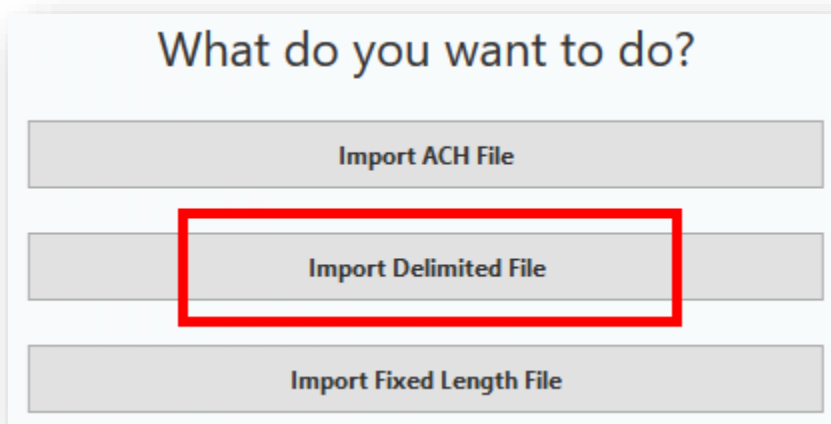 What do you want to do?
Import ACH File
Import Delimited File
Import Fixed Length File